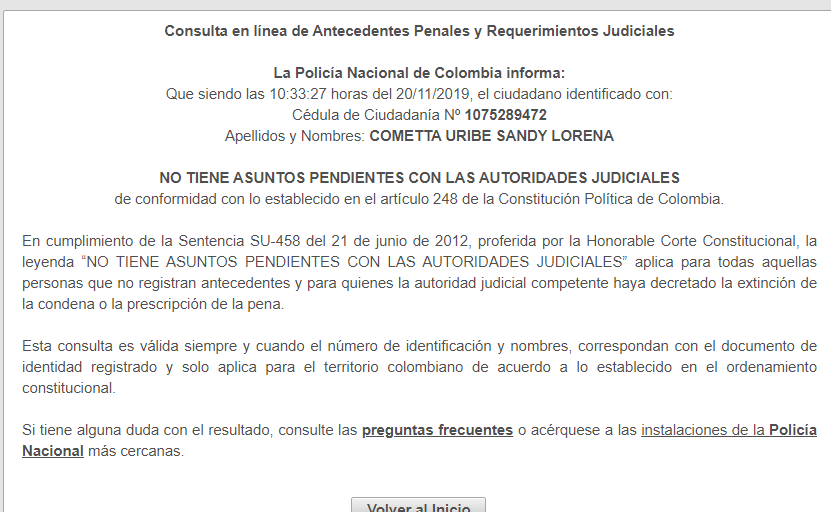 Consulta en línea de Antecedentes Penales y Requerimientos Judiciales
La Policía Nacional de Colombia informa:
Que siendo las 10:33:27 horas del 20/11/2019, el ciudadano identificado con:
Cédula de Ciudadanía Nº 1075289472
Apellidos y Nombres: COMETTA URIBE SANDY LORENA
NO TIENE ASUNTOS PENDIENTES CON LAS AUTORIDADES JUDICIALES
de conformidad con lo establecido en el artículo 248 de la Constitución Política de Colombia.
En cumplimiento de la Sentencia SU-458 del 21 de junio de 2012, proferida por la Honorable Corte Constitucional, la
leyenda “NO TIENE ASUNTOS PENDIENTES CON LAS AUTORIDADES JUDICIALES” aplica para todas aquellas
personas que no registran antecedentes y para quienes la autoridad judicial competente haya decretado la extinción de
la condena o la prescripción de la pena.
Esta consulta es válida siempre y cuando el número de identificación y nombres, correspondan con el documento de
identidad registrado y solo aplica para el territorio colombiano de acuerdo a lo establecido en el ordenamiento
constitucional.
Si tiene alguna duda con el resultado, consulte las preguntas frecuentes o acérquese a las instalaciones de la Policía
Nacional más cercanas.
Volver al Inicio